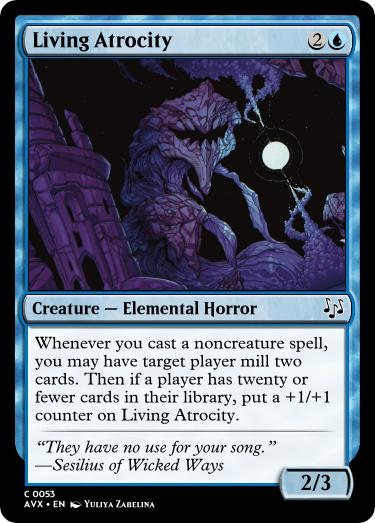 Living Atrocity 2
Creature — Elemental Horror
Whenever you cast a noncreature spell,
you may have target player mill two
cards. Then if a player has twenty or
fewer cards in their library, put a +1/+1
counter on Living Atrocity.
“They have no use for your song.”
—Sesilius of Wicked Ways
2/3
C 0053
AVX • EN Yuliya Zabelina